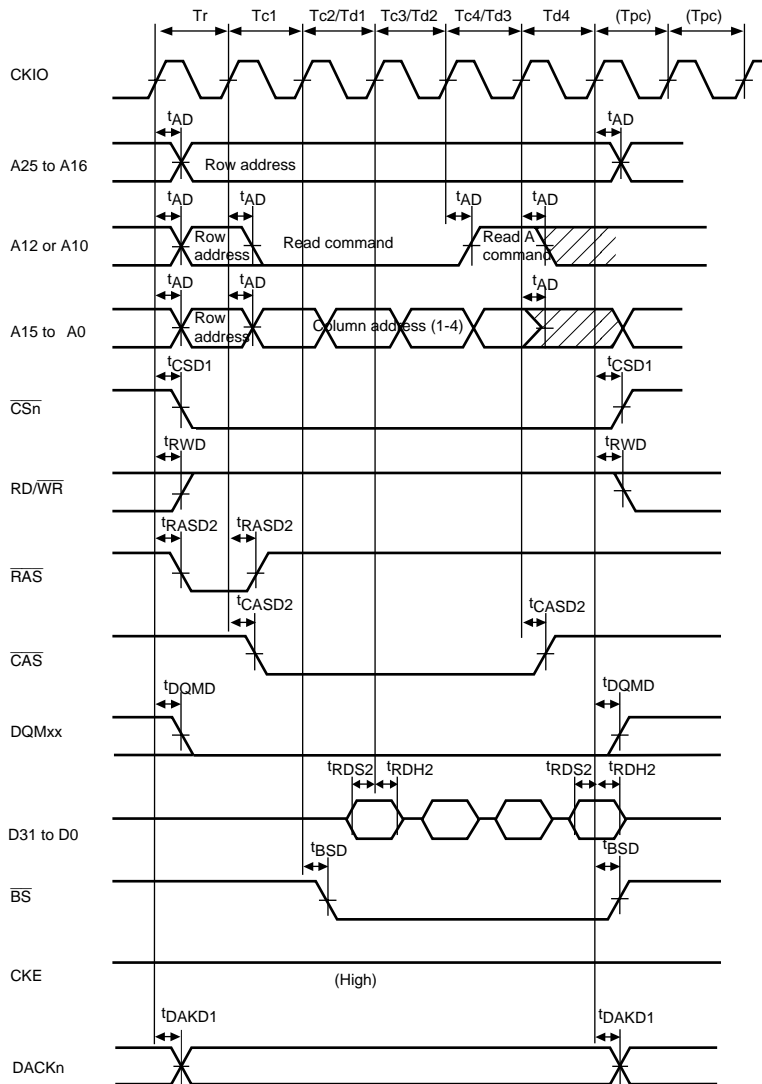 Tr Tc1 Tc2/Td1 Tc3/Td2 Tc4/Td3 Td4 (Tpc) (Tpc)
CKIO
tAD tAD
A25 to A16 Row address
tAD tAD tAD tAD
A12 or A10 Row address Read command Read A command
tAD tAD tAD
A15 to A0 Row address Column address (1-4)
tCSD1 tCSD1
CSn
tRWD tRWD
RD/WR
tRASD2 tRASD2
RAS
tCASD2 tCASD2
CAS
tDQMD tDQMD
DQMxx
tRDS2 tRDH2 tRDS2 tRDH2
D31 to D0
tBSD tBSD
BS
CKE (High)
tDAKD1 tDAKD1
DACKn